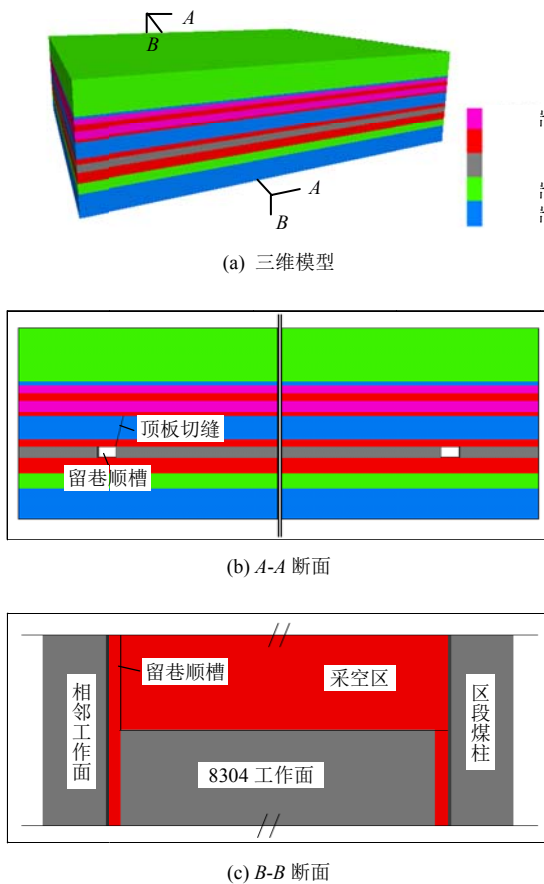 A
B
A
B
(a) 三维模型
顶板切缝
留巷顺槽
(b) A-A 断面
相邻工作面
留巷顺槽
采空区
区段煤柱
8304 工作面
(c) B-B 断面